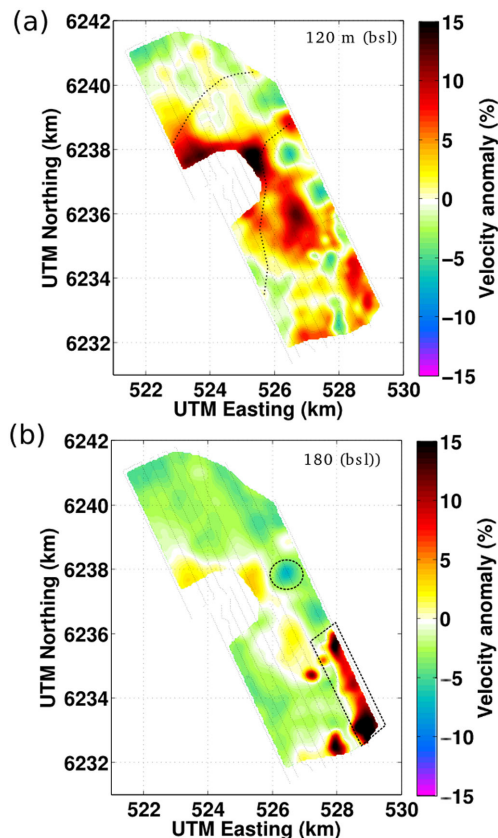 (a)
120 m (bsl)
6242
6240
6238
6236
6234
6232
UTM Northing (km)
522 524 526 528 530
UTM Easting (km)
15
10
5
0
−5
−10
−15
Velocity anomaly (%)
(b)
180 (bsl))
6242
6240
6238
6236
6234
6232
UTM Northing (km)
522 524 526 528 530
UTM Easting (km)
15
10
5
0
−5
−10
−15
Velocity anomaly (%)